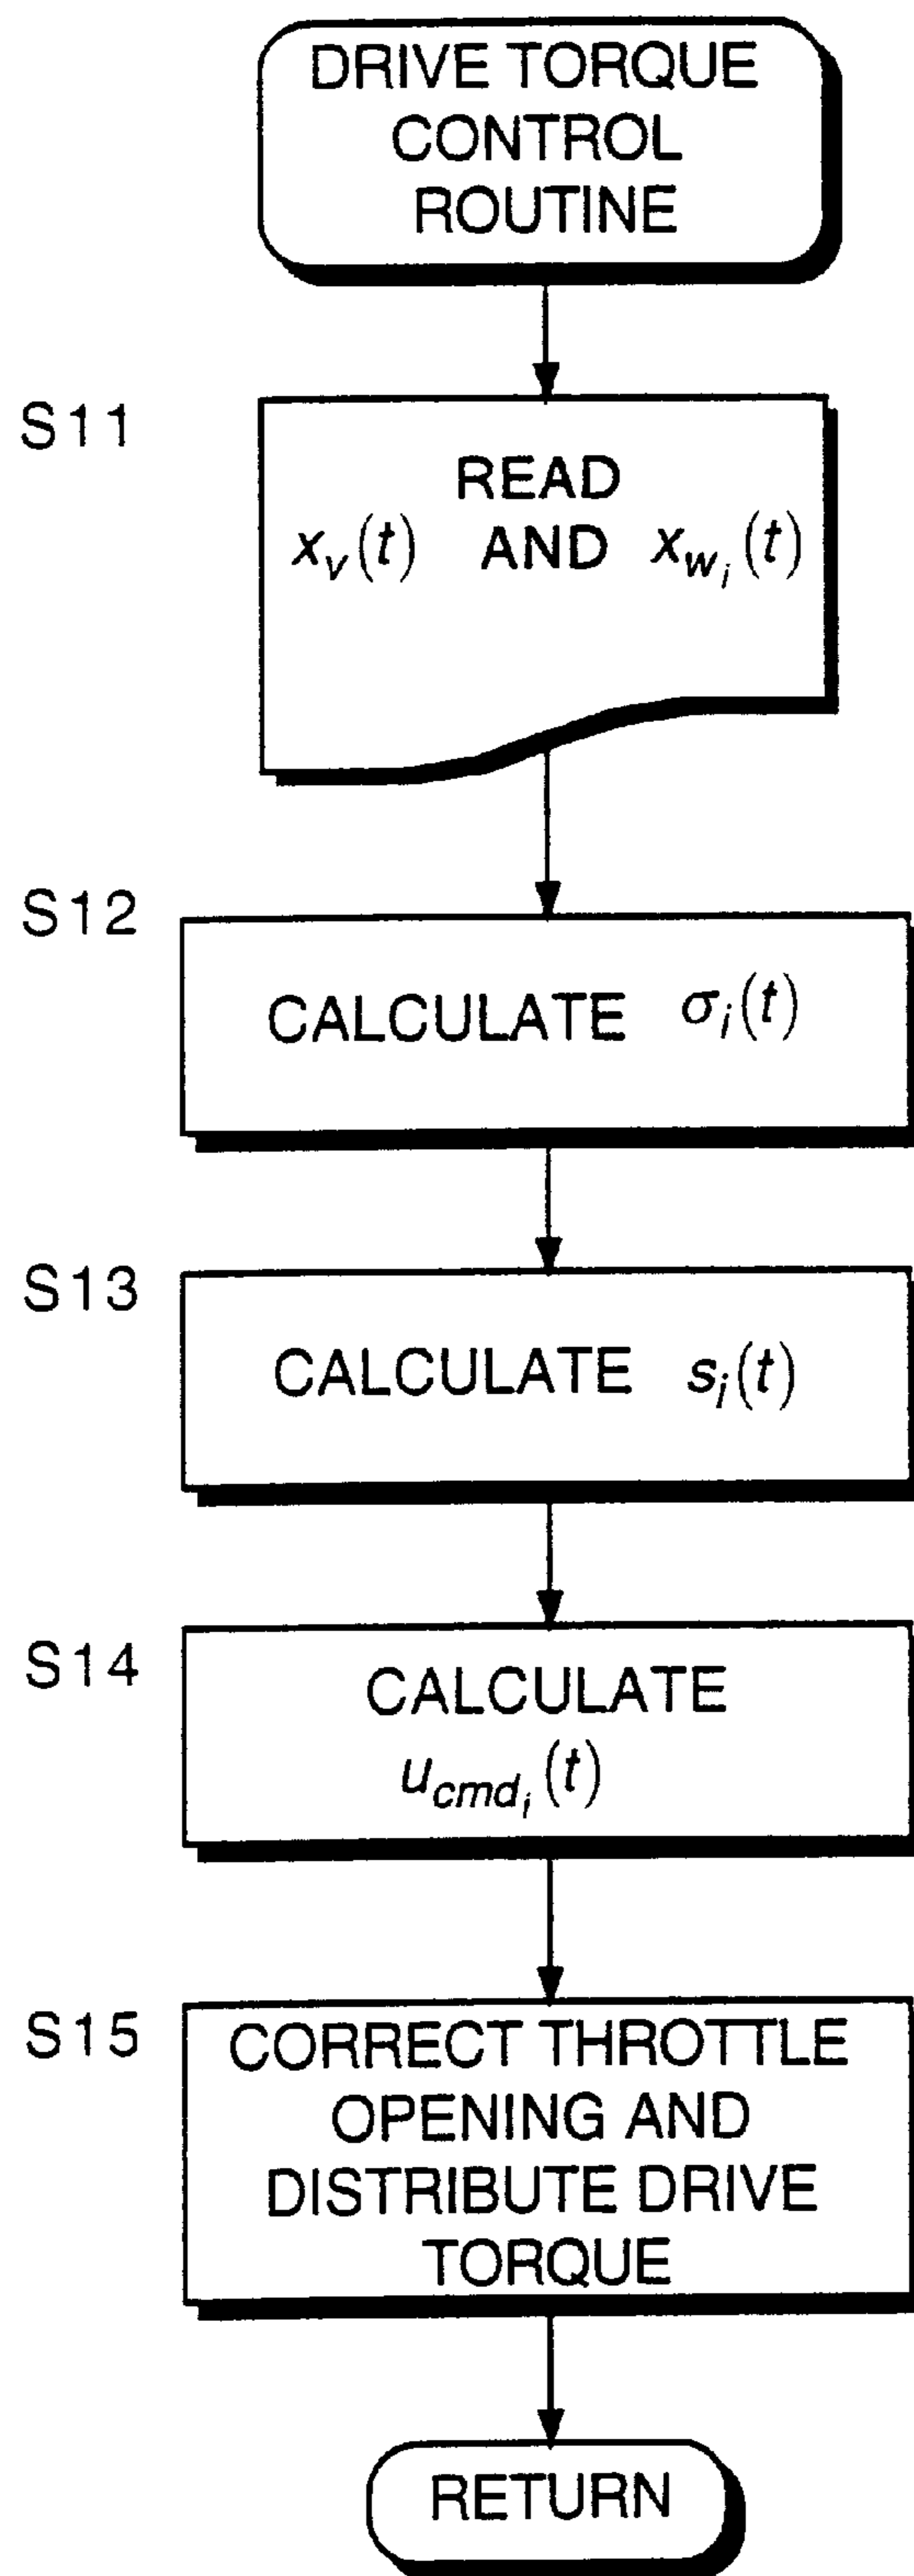 DRIVE TORQUE
CONTROL
ROUTINE
S11
READ
x_v(t) AND x_{w_i}(t)
S12
CALCULATE σ_i(t)
S13
CALCULATE s_i(t)
S14
CALCULATE
u_{cmd_i}(t)
S15
CORRECT THROTTLE
OPENING AND
DISTRIBUTE DRIVE
TORQUE
RETURN